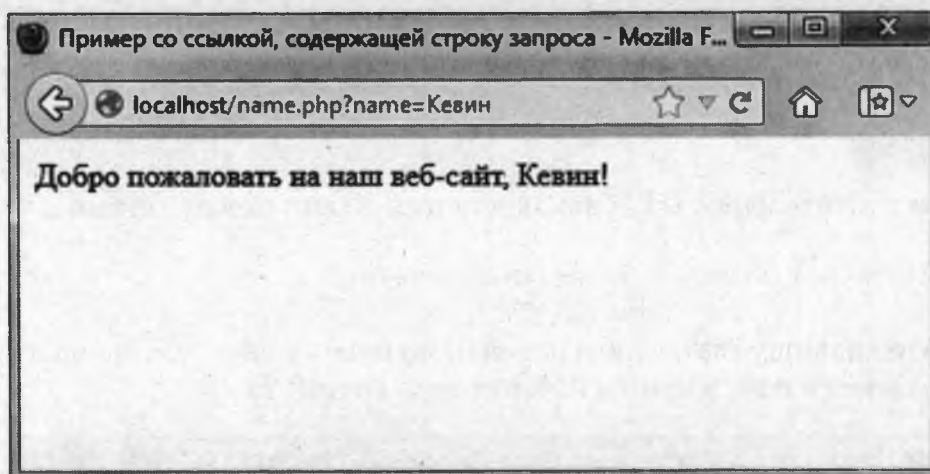 Пример со ссылкой, содержащей строку запроса - Mozilla F...
localhost/name.php?name=Кевин
Добро пожаловать на наш веб-сайт, Кевин!